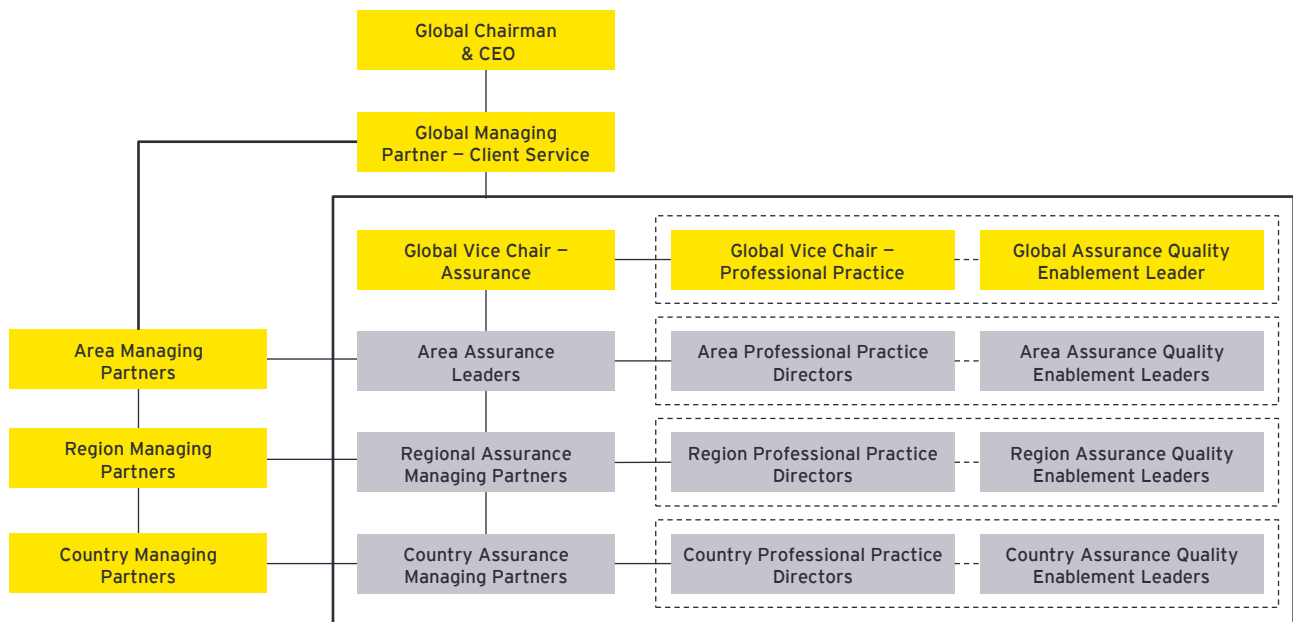 Global Chairman
& CEO
Global Managing
Partner – Client Service
Global Vice Chair –
Assurance
Global Vice Chair –
Professional Practice
Global Assurance Quality
Enablement Leader
Area Managing
Partners
Area Assurance
Leaders
Area Professional Practice
Directors
Area Assurance Quality
Enablement Leaders
Region Managing
Partners
Regional Assurance
Managing Partners
Region Professional Practice
Directors
Region Assurance Quality
Enablement Leaders
Country Managing
Partners
Country Assurance
Managing Partners
Country Professional Practice
Directors
Country Assurance Quality
Enablement Leaders